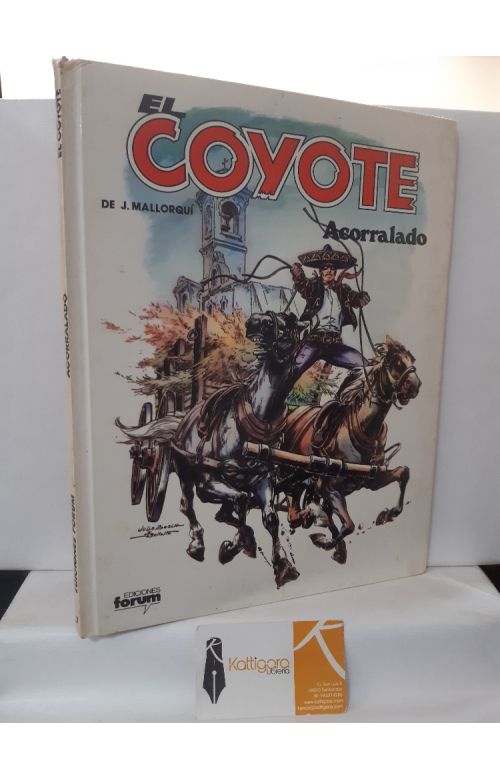 EL
COYOTE
DE J. MALLORQUÍ
Acorralado
EL COYOTE
ACORRALADO
EDICIONES FORUM
EDICIONES
forum
Kattigara
Librería